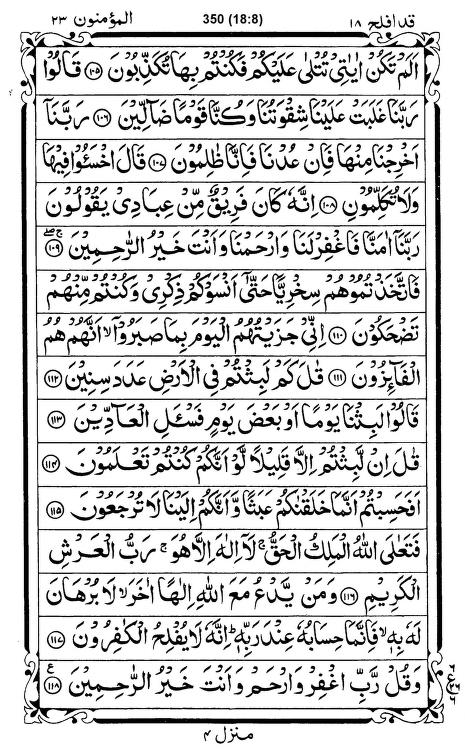 قد افلح ١٨ 350 (18:8) المؤمنون ٢٣
اَلَمْ تَكُنْ اٰيٰتِيْ تُتْلٰى عَلَيْكُمْ فَكُنْتُمْ بِهَا تُكَذِّبُوْنَ ۝١٠٥ قَالُوْا
رَبَّنَا غَلَبَتْ عَلَيْنَا شِقْوَتُنَا وَكُنَّا قَوْمًا ضَآلِّيْنَ ۝١٠٦ رَبَّنَآ
اَخْرِجْنَا مِنْهَا فَاِنْ عُدْنَا فَاِنَّا ظٰلِمُوْنَ ۝١٠٧ قَالَ اخْسَئُوْا فِيْهَا
وَلَا تُكَلِّمُوْنِ ۝١٠٨ اِنَّهٗ كَانَ فَرِيْقٌ مِّنْ عِبَادِيْ يَقُوْلُوْنَ
رَبَّنَآ اٰمَنَّا فَاغْفِرْ لَنَا وَارْحَمْنَا وَاَنْتَ خَيْرُ الرّٰحِمِيْنَ ۝١٠٩
فَاتَّخَذْتُمُوْهُمْ سِخْرِيًّا حَتّٰٓى اَنْسَوْكُمْ ذِكْرِيْ وَكُنْتُمْ مِّنْهُمْ
تَضْحَكُوْنَ ۝١١٠ اِنِّيْ جَزَيْتُهُمُ الْيَوْمَ بِمَا صَبَرُوْٓا ۙ اَنَّهُمْ هُمُ
الْفَآئِزُوْنَ ۝١١١ قٰلَ كَمْ لَبِثْتُمْ فِي الْاَرْضِ عَدَدَ سِنِيْنَ ۝١١٢
قَالُوْا لَبِثْنَا يَوْمًا اَوْ بَعْضَ يَوْمٍ فَسْـَٔلِ الْعَآدِّيْنَ ۝١١٣
قٰلَ اِنْ لَّبِثْتُمْ اِلَّا قَلِيْلًا لَّوْ اَنَّكُمْ كُنْتُمْ تَعْلَمُوْنَ ۝١١٤
اَفَحَسِبْتُمْ اَنَّمَا خَلَقْنٰكُمْ عَبَثًا وَّاَنَّكُمْ اِلَيْنَا لَا تُرْجَعُوْنَ ۝١١٥
فَتَعٰلَى اللّٰهُ الْمَلِكُ الْحَقُّ ۚ لَآ اِلٰهَ اِلَّا هُوَ ۚ رَبُّ الْعَرْشِ
الْكَرِيْمِ ۝١١٦ وَمَنْ يَّدْعُ مَعَ اللّٰهِ اِلٰهًا اٰخَرَ ۙ لَا بُرْهَانَ
لَهٗ بِهٖ ۙ فَاِنَّمَا حِسَابُهٗ عِنْدَ رَبِّهٖ ؕ اِنَّهٗ لَا يُفْلِحُ الْكٰفِرُوْنَ ۝١١٧
وَقُلْ رَّبِّ اغْفِرْ وَارْحَمْ وَاَنْتَ خَيْرُ الرّٰحِمِيْنَ ۝١١٨
منزل ٤